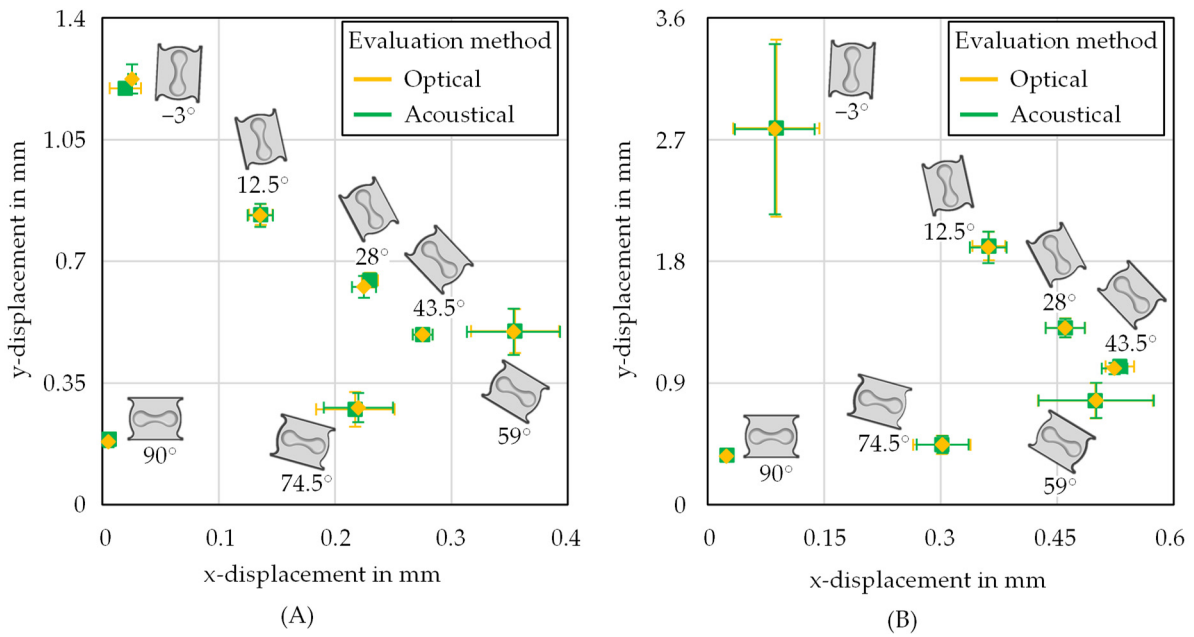 1.4
1.05
0.7
0.35
0
y-displacement in mm
Evaluation method
Optical
Acoustical
−3°
12.5°
28°
43.5°
59°
74.5°
90°
0
0.1
0.2
0.3
0.4
x-displacement in mm
(A)
3.6
2.7
1.8
0.9
0
y-displacement in mm
Evaluation method
Optical
Acoustical
−3°
12.5°
28°
43.5°
59°
74.5°
90°
0
0.15
0.3
0.45
0.6
x-displacement in mm
(B)